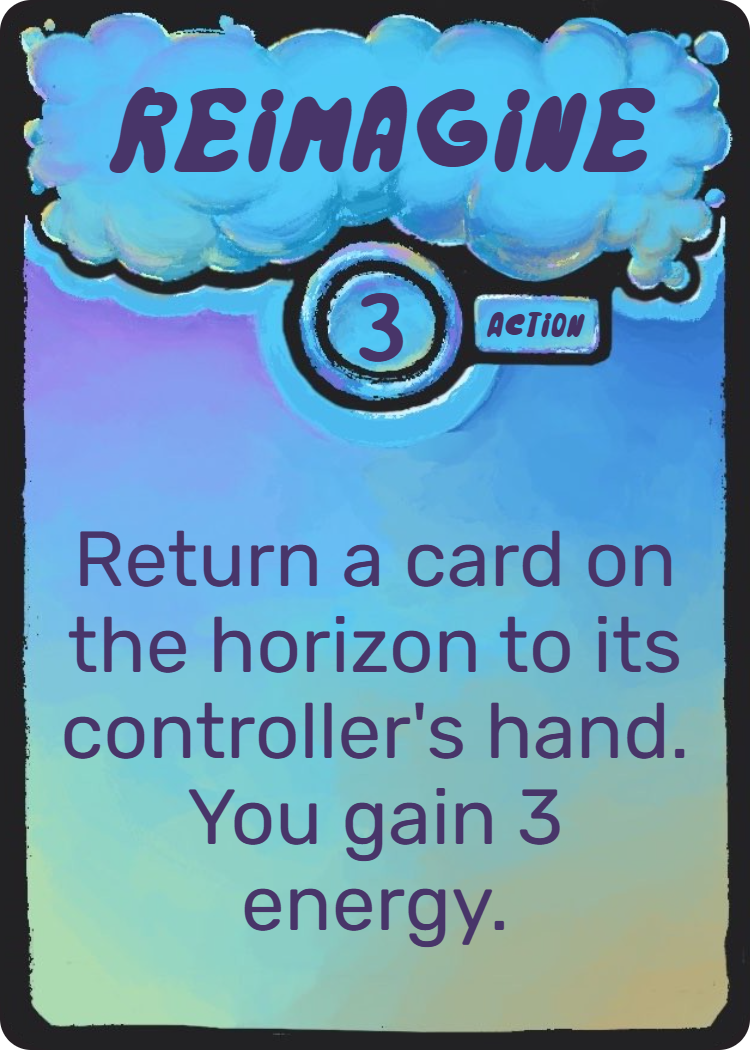 REIMAGINE
3
ACTION
Return a card on
the horizon to its
controller's hand.
You gain 3
energy.